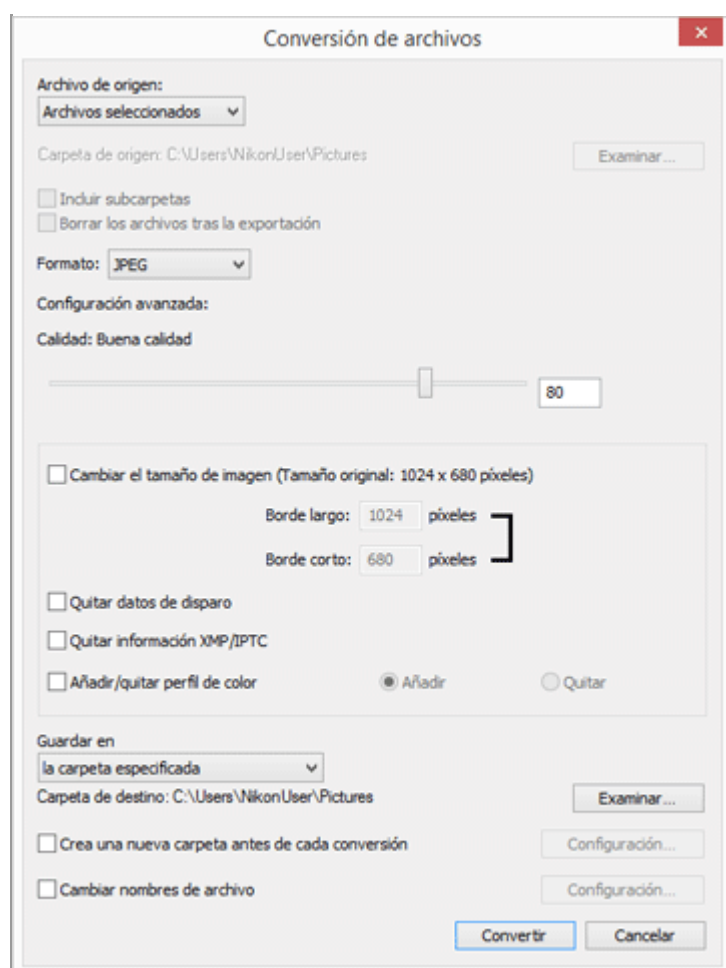 Conversión de archivos
Archivo de origen:
Archivos seleccionados
Carpeta de origen: C:\Users\NikonUser\Pictures
Examinar...
Incluir subcarpetas
Borrar los archivos tras la exportación
Formato: JPEG
Configuración avanzada:
Calidad: Buena calidad
80
Cambiar el tamaño de imagen (Tamaño original: 1024 x 680 píxeles)
Borde largo: 1024 píxeles
Borde corto: 680 píxeles
Quitar datos de disparo
Quitar información XMP/IPTC
Añadir/quitar perfil de color Añadir Quitar
Guardar en
la carpeta especificada
Carpeta de destino: C:\Users\NikonUser\Pictures
Examinar...
Crea una nueva carpeta antes de cada conversión Configuración...
Cambiar nombres de archivo Configuración...
Convertir Cancelar